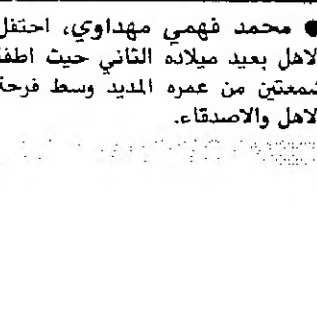 ● محمد فهمي مهداوي، احتفل
الاهل بعيد ميلاده الثاني حيث اطفأ
شمعتين من عمره المديد وسط فرحة
الاهل والاصدقاء.